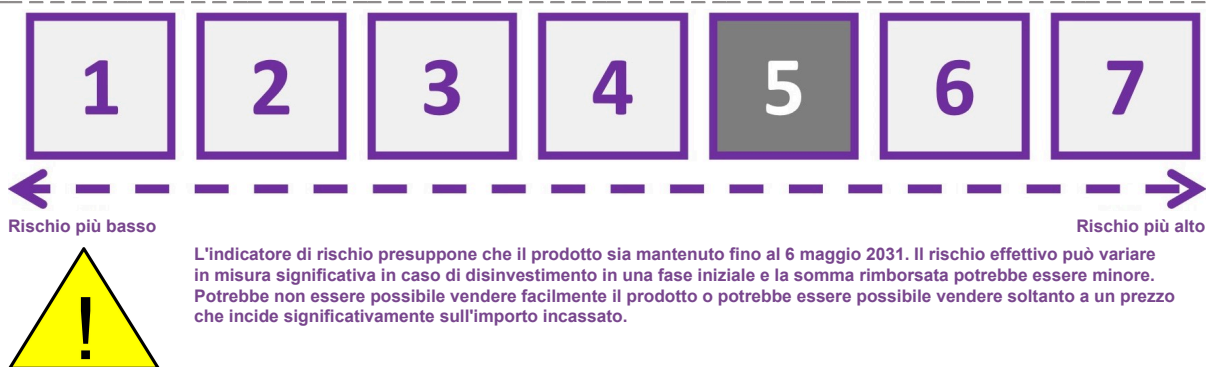 1 2 3 4 5 6 7
Rischio più basso Rischio più alto
L'indicatore di rischio presuppone che il prodotto sia mantenuto fino al 6 maggio 2031. Il rischio effettivo può variare
in misura significativa in caso di disinvestimento in una fase iniziale e la somma rimborsata potrebbe essere minore.
Potrebbe non essere possibile vendere facilmente il prodotto o potrebbe essere possibile vendere soltanto a un prezzo
che incide significativamente sull'importo incassato.
!